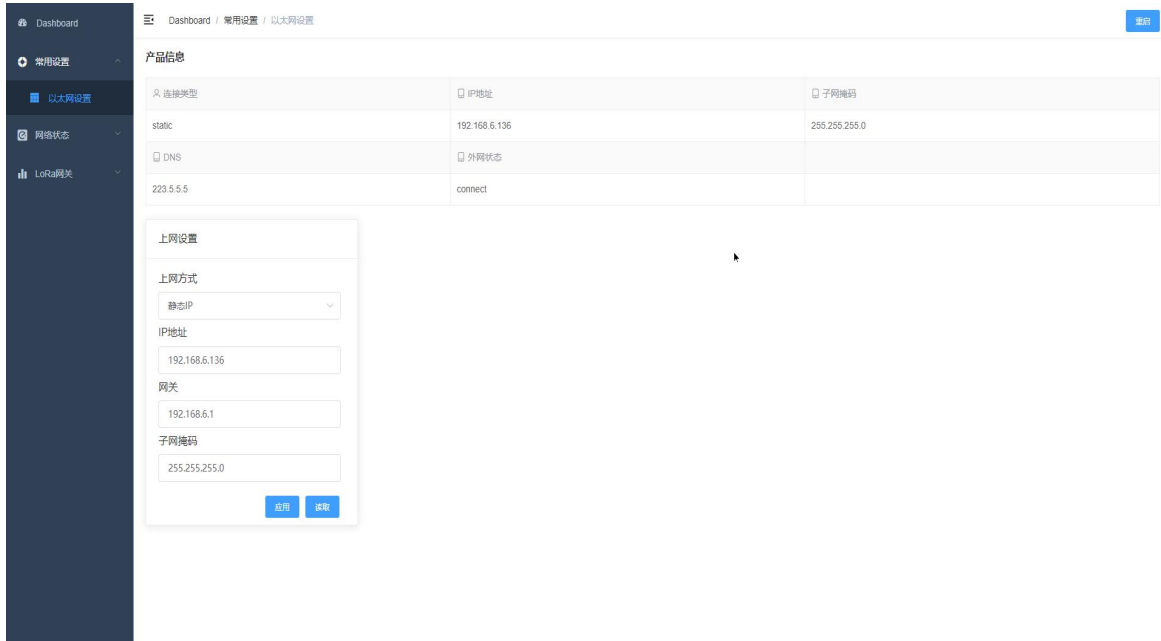 Dashboard
常用设置
以太网设置
网络状态
LoRa网关
Dashboard / 常用设置 / 以太网设置
重启
产品信息
连接类型 IP地址 子网掩码
static 192.168.6.136 255.255.255.0
DNS 外网状态
223.5.5.5 connect
上网设置
上网方式
静态IP
IP地址
192.168.6.136
网关
192.168.6.1
子网掩码
255.255.255.0
应用 读取